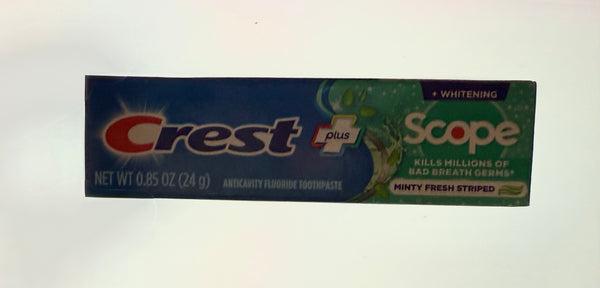 Crest
plus
NET WT 0.85 OZ (24 g)
ANTICAVITY FLUORIDE TOOTHPASTE
+ WHITENING
Scope
KILLS MILLIONS OF
BAD BREATH GERMS*
MINTY FRESH STRIPED